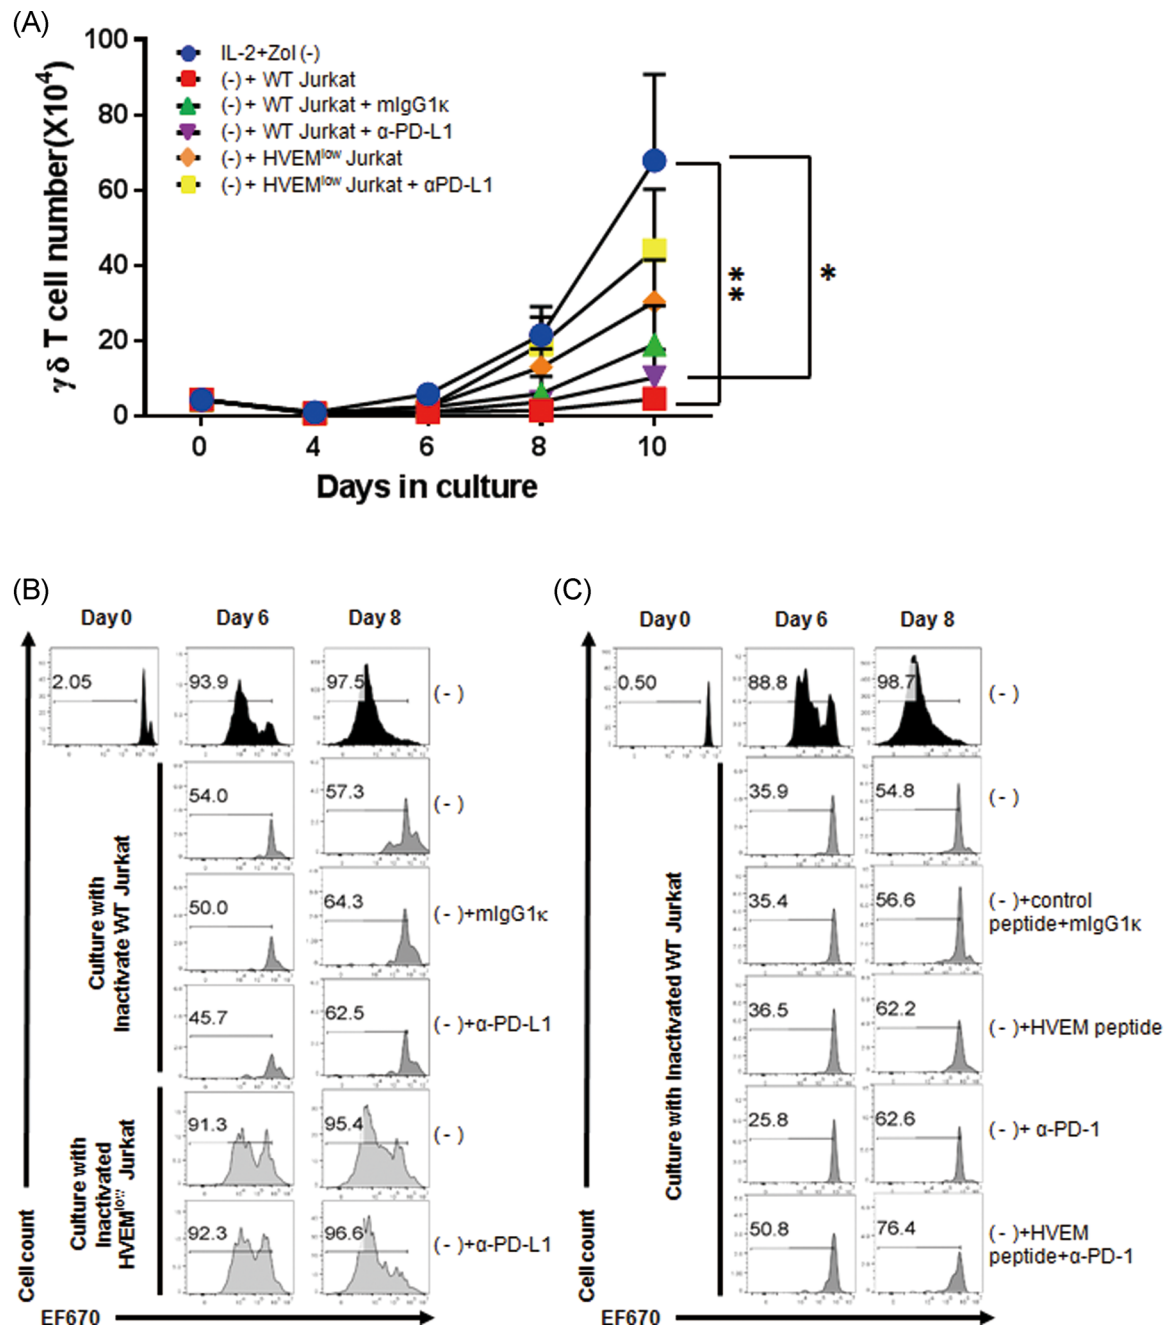 (A)
γδ T cell number(X10⁴)
100
80
60
40
20
0
IL-2+Zol (-)
(-) + WT Jurkat
(-) + WT Jurkat + mIgG1κ
(-) + WT Jurkat + α-PD-L1
(-) + HVEMˡᵒʷ Jurkat
(-) + HVEMˡᵒʷ Jurkat + αPD-L1
**
*
0 4 6 8 10
Days in culture
(B)
Day 0 Day 6 Day 8
2.05 93.9 97.5 (-)
Culture with
Inactivate WT Jurkat
54.0 57.3 (-)
50.0 64.3 (-)+mIgG1κ
45.7 62.5 (-)+α-PD-L1
Culture with
Inactivated
HVEMˡᵒʷ Jurkat
91.3 95.4 (-)
92.3 96.6 (-)+α-PD-L1
Cell count
EF670
(C)
Day 0 Day 6 Day 8
0.50 88.8 98.7 (-)
Culture with Inactivated WT Jurkat
35.9 54.8 (-)
35.4 56.6 (-)+control
peptide+mIgG1κ
36.5 62.2 (-)+HVEM peptide
25.8 62.6 (-)+ α-PD-1
50.8 76.4 (-)+HVEM
peptide+α-PD-1
Cell count
EF670